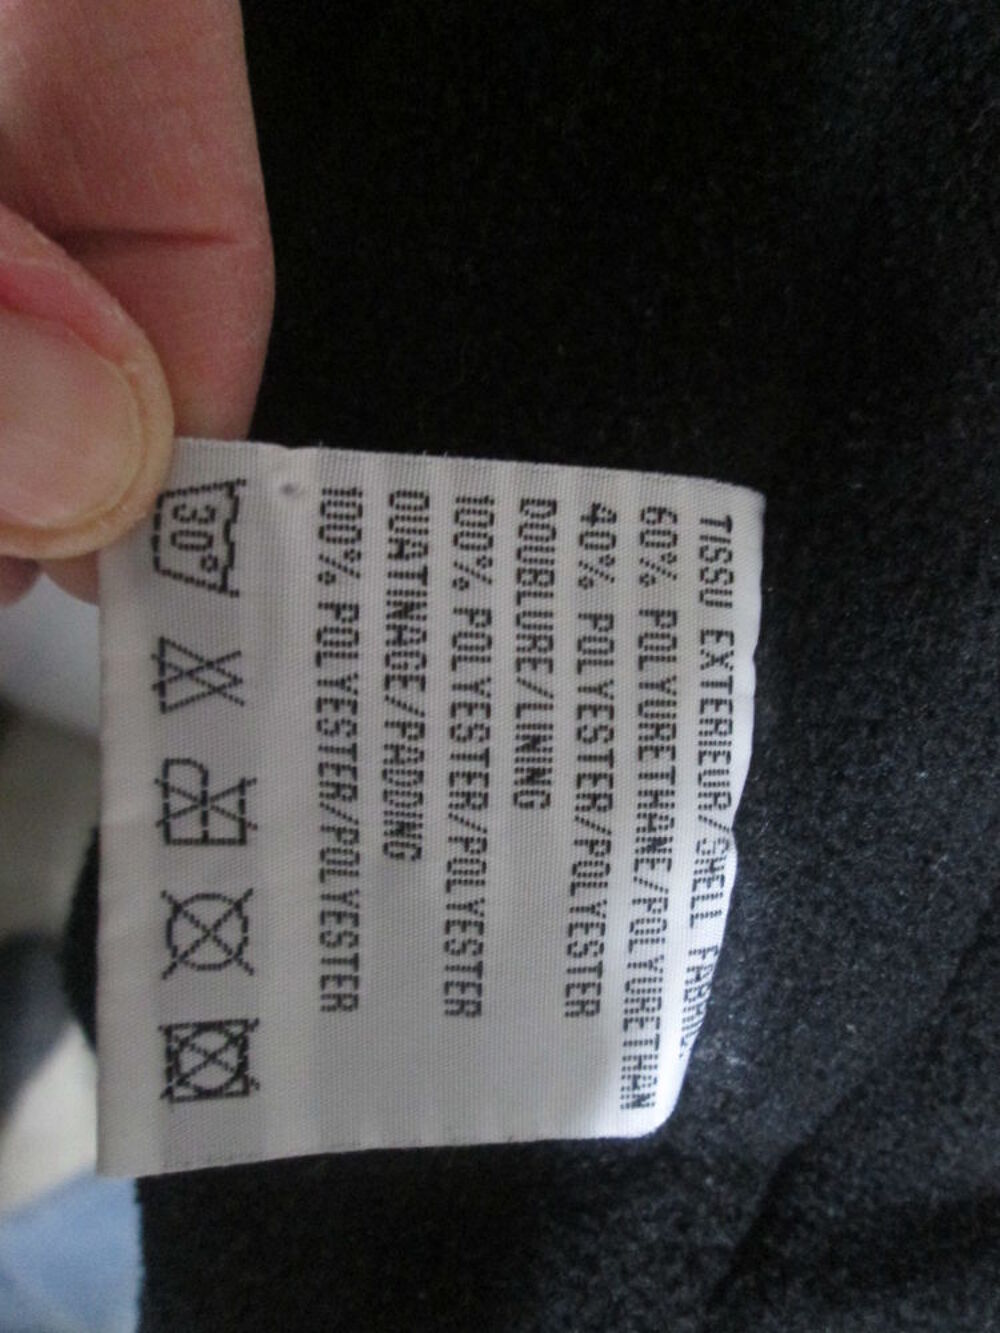 TISSU EXTERIEUR/SHELL FABRIC
60% POLYURETHANE/POLYURETHAN
40% POLYESTER/POLYESTER
DOUBLURE/LINING
100% POLYESTER/POLYESTER
OUATINAGE/PADDING
100% POLYESTER/POLYESTER
30°